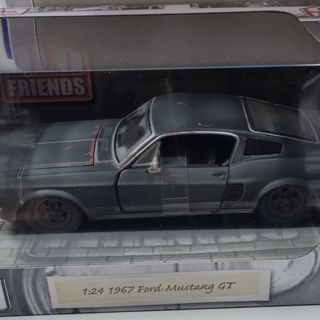 FRIENDS
1:24 1967 Ford Mustang GT